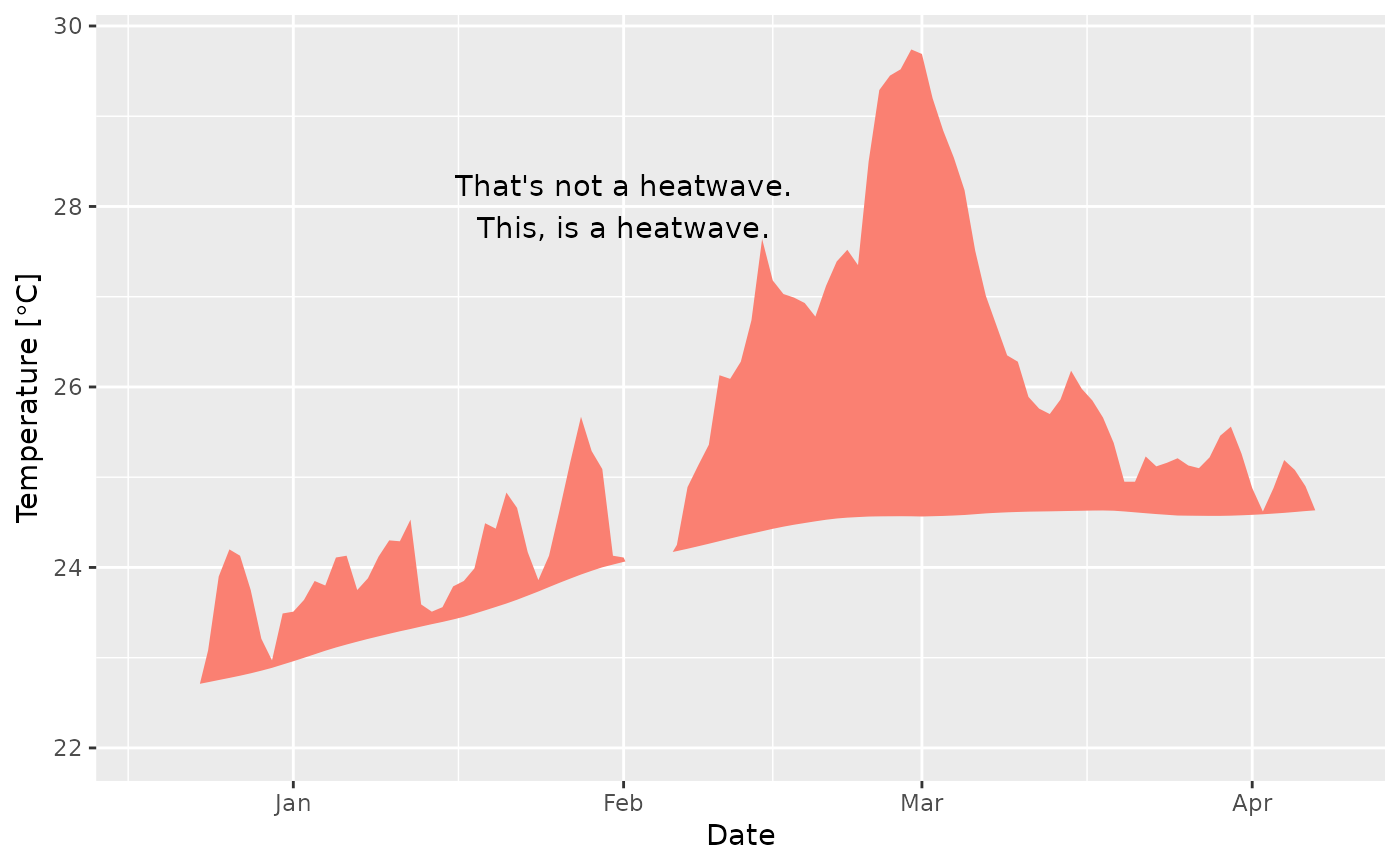 30
28
26
24
22
Temperature [°C]
That's not a heatwave.
This, is a heatwave.
Jan
Feb
Mar
Apr
Date